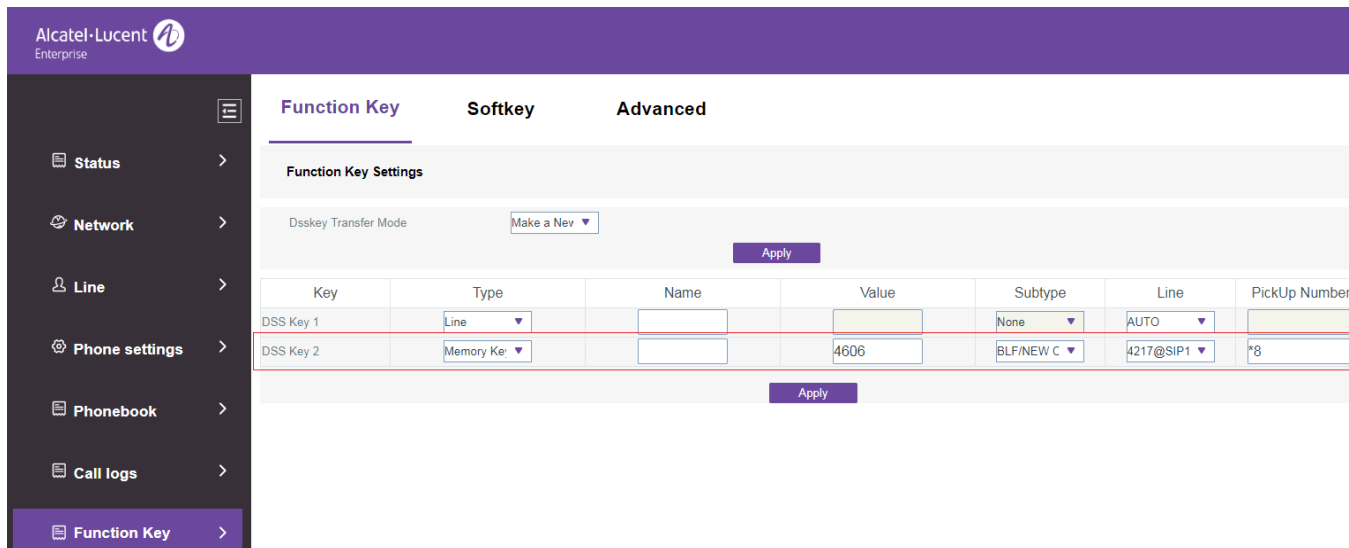 Alcatel·Lucent
Enterprise
Function Key Softkey Advanced
Status
Function Key Settings
Network
Dsskey Transfer Mode Make a Nev
Apply
Line
Key Type Name Value Subtype Line PickUp Number
DSS Key 1 Line None AUTO
Phone settings
DSS Key 2 Memory Ke 4606 BLF/NEW C 4217@SIP1 *8
Apply
Phonebook
Call logs
Function Key